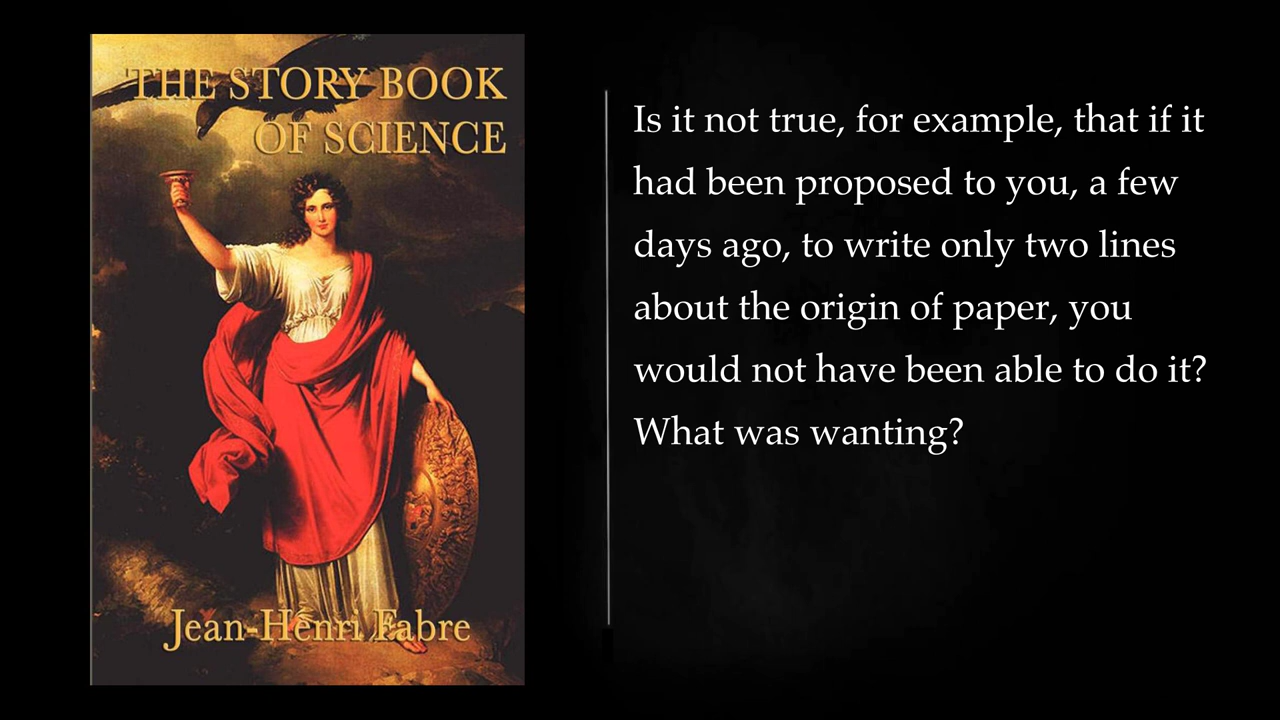 THE STORY BOOK
OF SCIENCE
Jean-Henri Fabre
Is it not true, for example, that if it
had been proposed to you, a few
days ago, to write only two lines
about the origin of paper, you
would not have been able to do it?
What was wanting?